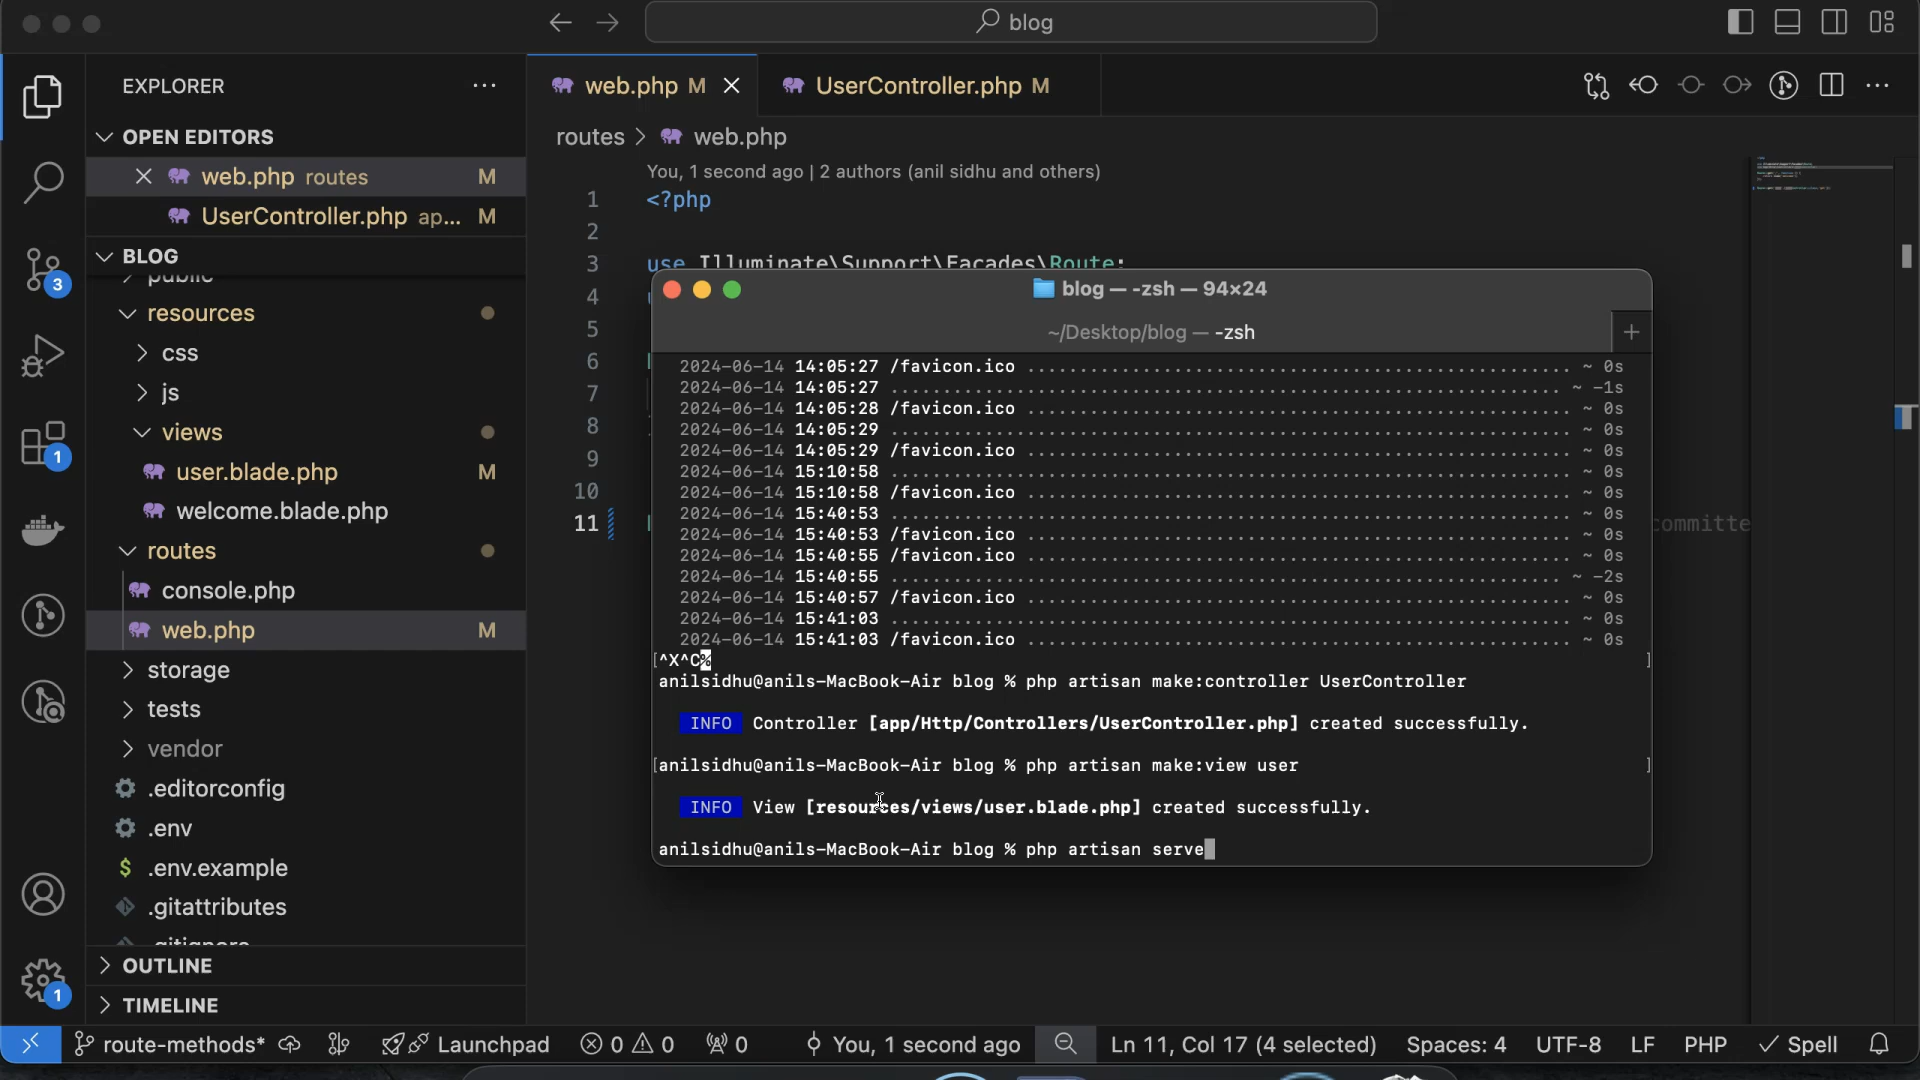 blog
EXPLORER
web.php M
UserController.php M
OPEN EDITORS
web.php routes M
UserController.php ap... M
BLOG
public
resources
css
js
views
user.blade.php M
welcome.blade.php
routes
console.php
web.php M
storage
tests
vendor
.editorconfig
.env
$ .env.example
.gitattributes
.gitignore
OUTLINE
TIMELINE
routes > web.php
You, 1 second ago | 2 authors (anil sidhu and others)
1 <?php
2
3 use Illuminate\Support\Facades\Route;
4
5
6
7
8
9
10
11 committe
blog — -zsh — 94×24
~/Desktop/blog — -zsh
2024-06-14 14:05:27 /favicon.ico .................................................... ~ 0s
2024-06-14 14:05:27 ................................................................ ~ -1s
2024-06-14 14:05:28 /favicon.ico .................................................... ~ 0s
2024-06-14 14:05:29 ................................................................. ~ 0s
2024-06-14 14:05:29 /favicon.ico .................................................... ~ 0s
2024-06-14 15:10:58 ................................................................. ~ 0s
2024-06-14 15:10:58 /favicon.ico .................................................... ~ 0s
2024-06-14 15:40:53 ................................................................. ~ 0s
2024-06-14 15:40:53 /favicon.ico .................................................... ~ 0s
2024-06-14 15:40:55 /favicon.ico .................................................... ~ 0s
2024-06-14 15:40:55 ................................................................ ~ -2s
2024-06-14 15:40:57 /favicon.ico .................................................... ~ 0s
2024-06-14 15:41:03 ................................................................. ~ 0s
2024-06-14 15:41:03 /favicon.ico .................................................... ~ 0s
[^X^C% ]
anilsidhu@anils-MacBook-Air blog % php artisan make:controller UserController
INFO Controller [app/Http/Controllers/UserController.php] created successfully.
[anilsidhu@anils-MacBook-Air blog % php artisan make:view user ]
INFO View [resources/views/user.blade.php] created successfully.
anilsidhu@anils-MacBook-Air blog % php artisan serve
3
1
1
route-methods* Launchpad 0 0 0 You, 1 second ago Ln 11, Col 17 (4 selected) Spaces: 4 UTF-8 LF PHP Spell